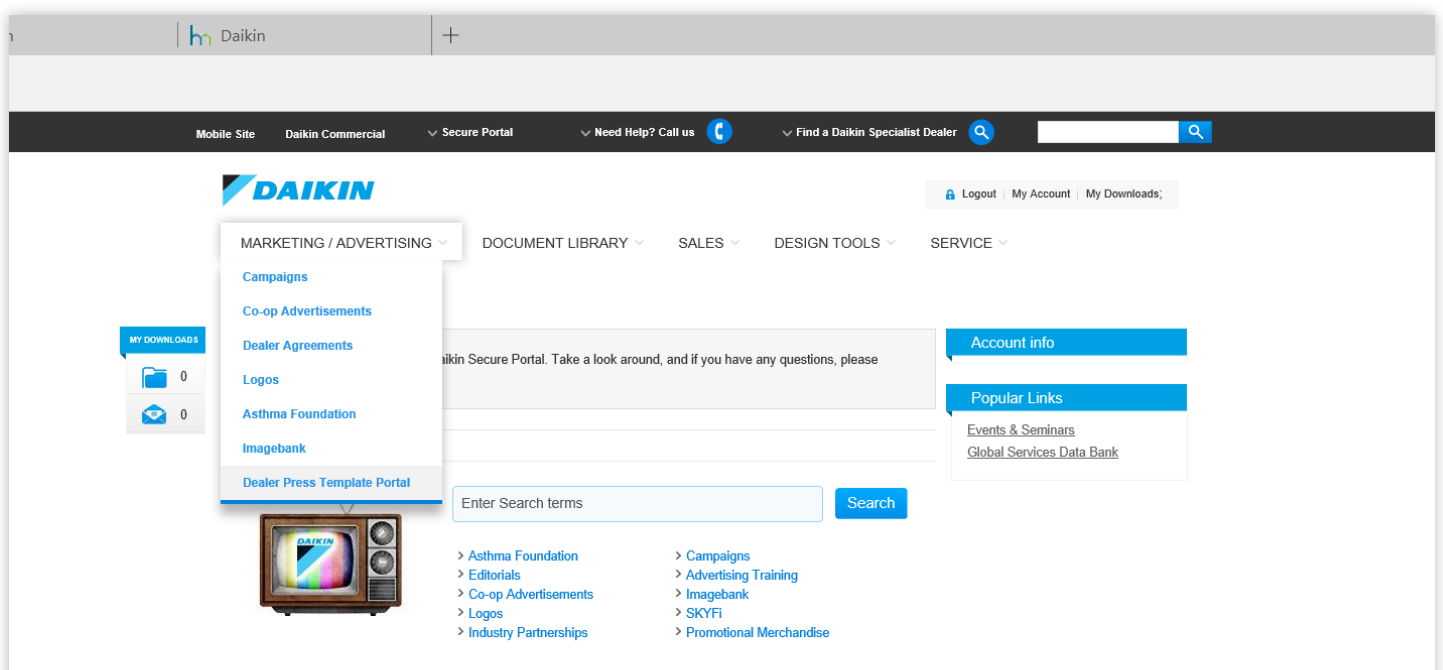 Daikin
Mobile Site Daikin Commercial Secure Portal Need Help? Call us Find a Daikin Specialist Dealer
DAIKIN
Logout My Account My Downloads;
MARKETING / ADVERTISING DOCUMENT LIBRARY SALES DESIGN TOOLS SERVICE
Campaigns
Co-op Advertisements
Dealer Agreements
Logos
Asthma Foundation
Imagebank
Dealer Press Template Portal
MY DOWNLOADS
0
0
Secure Portal. Take a look around, and if you have any questions, please
Account info
Popular Links
Events & Seminars
Global Services Data Bank
Enter Search terms Search
DAIKIN
Asthma Foundation
Editorials
Co-op Advertisements
Logos
Industry Partnerships
Campaigns
Advertising Training
Imagebank
SKYFi
Promotional Merchandise